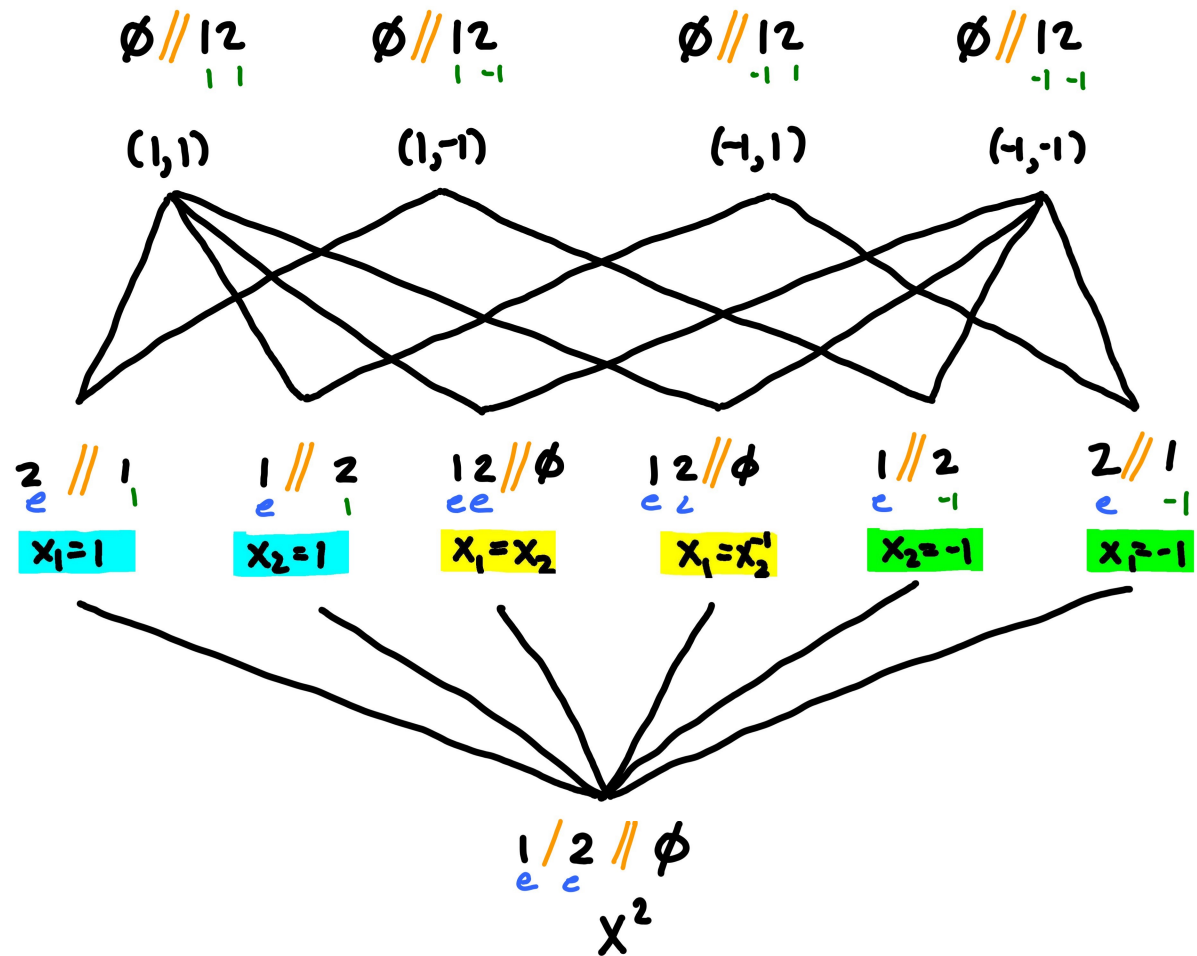 ∅ // 12 ∅ // 12 ∅ // 12 ∅ // 12
1 1 1 -1 -1 1 -1 -1
(1,1) (1,-1) (-1,1) (-1,-1)
2 // 1 1 // 2 12 // ∅ 12 // ∅ 1 // 2 2 // 1
e 1 e 1 e e e 2 e -1 e -1
x₁=1 x₂=1 x₁=x₂ x₁=x₂⁻¹ x₂=-1 x₁=-1
1 / 2 // ∅
e e
X²